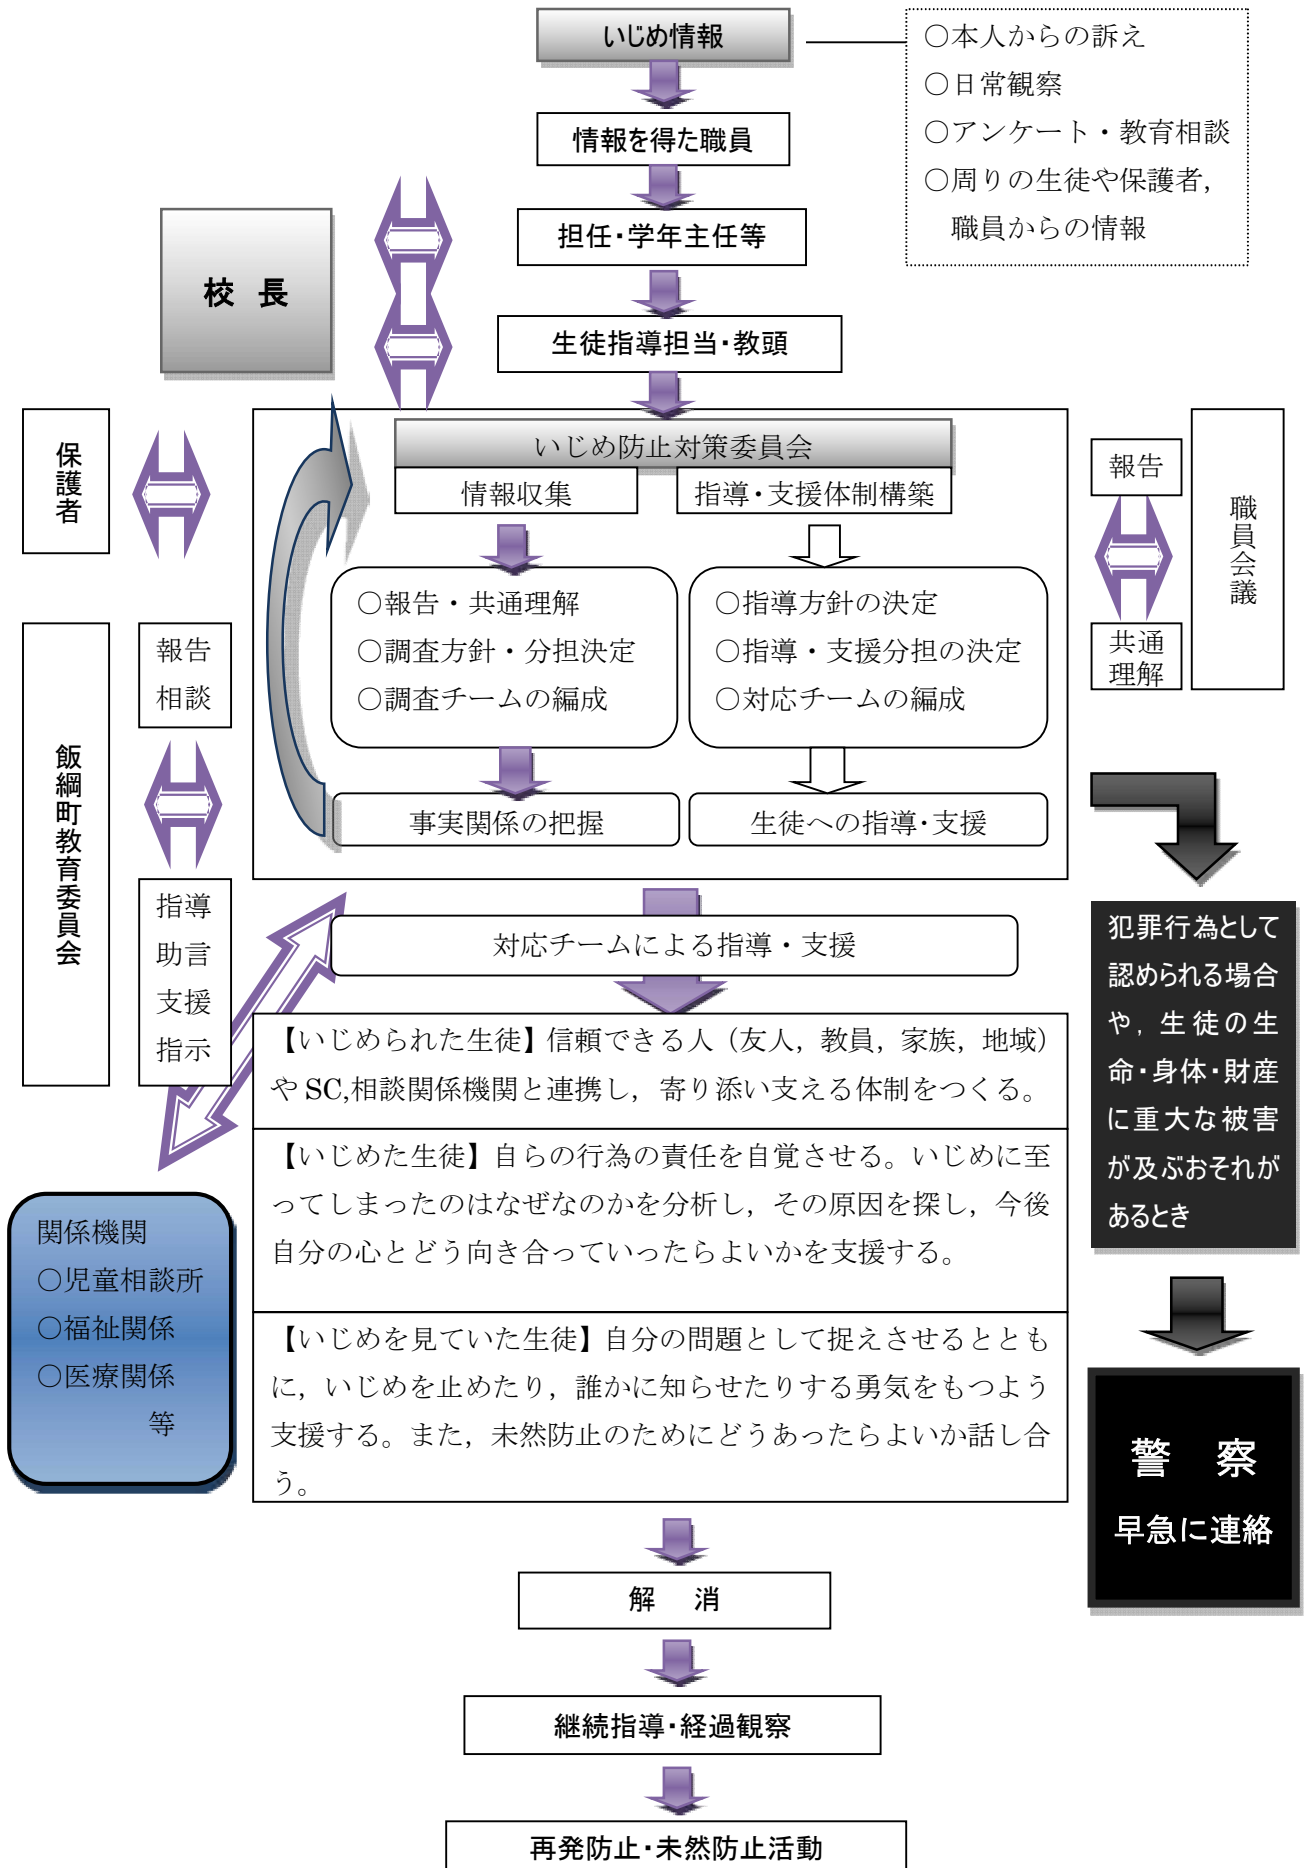 いじめ情報
○本人からの訴え
○日常観察
○アンケート・教育相談
○周りの生徒や保護者，
職員からの情報
情報を得た職員
担任・学年主任等
校 長
生徒指導担当・教頭
保護者
いじめ防止対策委員会
情報収集
指導・支援体制構築
報告
職員会議
共通
理解
○報告・共通理解
○調査方針・分担決定
○調査チームの編成
○指導方針の決定
○指導・支援分担の決定
○対応チームの編成
事実関係の把握
生徒への指導・支援
飯綱町教育委員会
報告
相談
指導
助言
支援
指示
対応チームによる指導・支援
【いじめられた生徒】信頼できる人（友人，教員，家族，地域）
や SC,相談関係機関と連携し，寄り添い支える体制をつくる。
【いじめた生徒】自らの行為の責任を自覚させる。いじめに至
ってしまったのはなぜなのかを分析し，その原因を探し，今後
自分の心とどう向き合っていったらよいかを支援する。
【いじめを見ていた生徒】自分の問題として捉えさせるととも
に，いじめを止めたり，誰かに知らせたりする勇気をもつよう
支援する。また，未然防止のためにどうあったらよいか話し合
う。
犯罪行為として
認められる場合
や，生徒の生
命・身体・財産
に重大な被害
が及ぶおそれが
あるとき
関係機関
○児童相談所
○福祉関係
○医療関係
等
警 察
早急に連絡
解 消
継続指導・経過観察
再発防止・未然防止活動